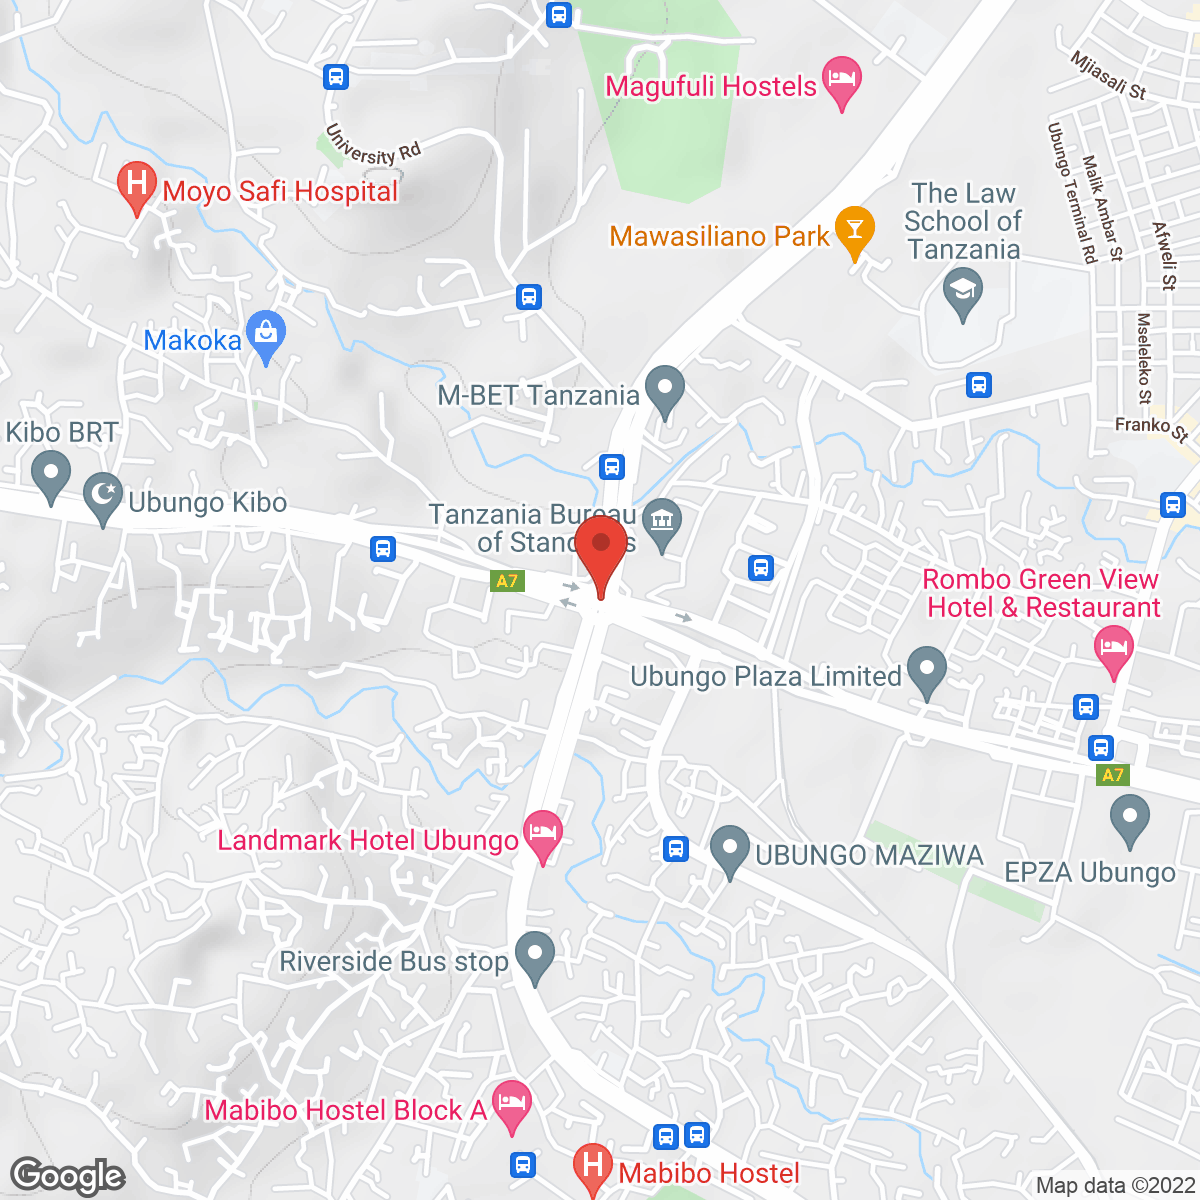 Mjiasali St
Magufuli Hostels
University Rd
Ubungo Terminal Rd
Malik Ambar St
Moyo Safi Hospital
The Law
School of
Tanzania
Mawasiliano Park
Afweli St
Makoka
Mseleleko St
M-BET Tanzania
Franko St
Kibo BRT
Ubungo Kibo
Tanzania Bureau
of Stand
A7
Rombo Green View
Hotel & Restaurant
Ubungo Plaza Limited
A7
Landmark Hotel Ubungo
UBUNGO MAZIWA
EPZA Ubungo
Riverside Bus stop
Mabibo Hostel Block A
Mabibo Hostel
Google
Map data ©2022